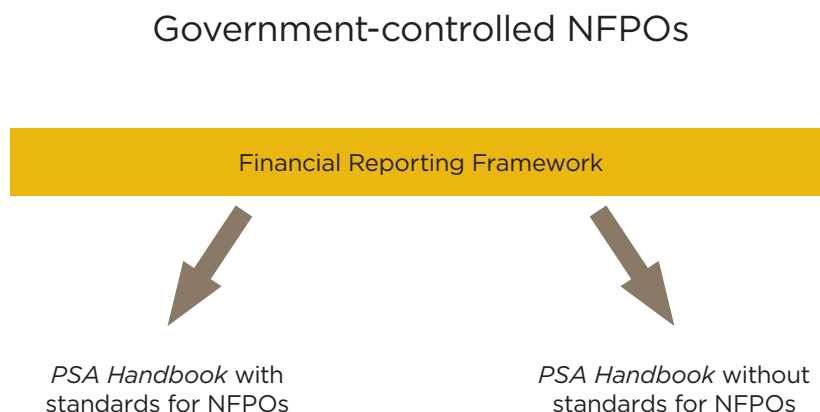 Government-controlled NFPOs
Financial Reporting Framework
PSA Handbook with
standards for NFPOs
PSA Handbook without
standards for NFPOs